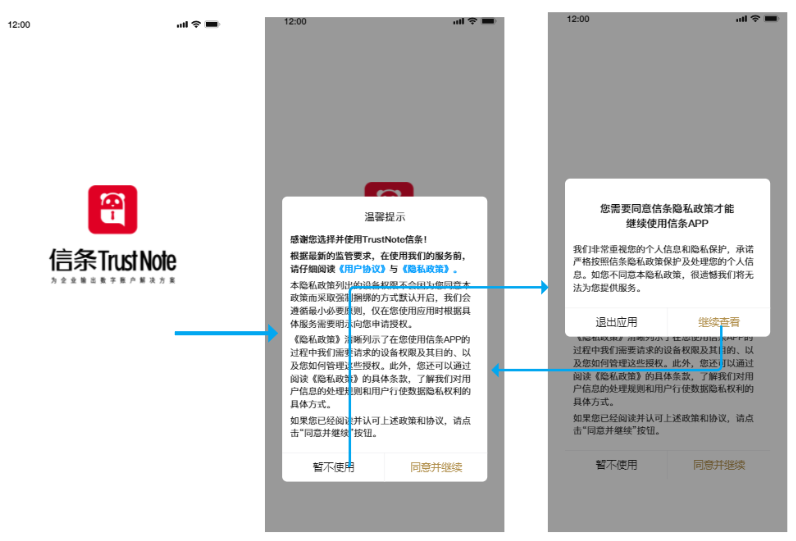 12:00
信条TrustNote
为企业输出数字账户解决方案
12:00
温馨提示
感谢您选择并使用TrustNote信条！
根据最新的监管要求，在使用我们的服务前，
请仔细阅读《用户协议》与《隐私政策》。
本隐私政策列出的设备权限不会因为您同意本
政策而采取强制捆绑的方式默认开启，我们会
遵循最小必要原则，仅在您使用应用时根据具
体服务需要明示向您申请授权。
《隐私政策》清晰列示了在您使用信条APP的
过程中我们需要请求的设备权限及其目的、以
及您如何管理这些授权。此外，您还可以通过
阅读《隐私政策》的具体条款，了解我们对用
户信息的处理规则和用户行使数据隐私权利的
具体方式。
如果您已经阅读并认可上述政策和协议，请点
击“同意并继续”按钮。
暂不使用
同意并继续
12:00
您需要同意信条隐私政策才能
继续使用信条APP
我们非常重视您的个人信息和隐私保护，承诺
严格按照信条隐私政策保护及处理您的个人信
息。如您不同意本隐私政策，很遗憾我们将无
法为您提供服务。
退出应用
继续查看
《隐私政策》清晰列示了在您使用信条APP的
过程中我们需要请求的设备权限及其目的、以
及您如何管理这些授权。此外，您还可以通过
阅读《隐私政策》的具体条款，了解我们对用
户信息的处理规则和用户行使数据隐私权利的
具体方式。
如果您已经阅读并认可上述政策和协议，请点
击“同意并继续”按钮。
暂不使用
同意并继续